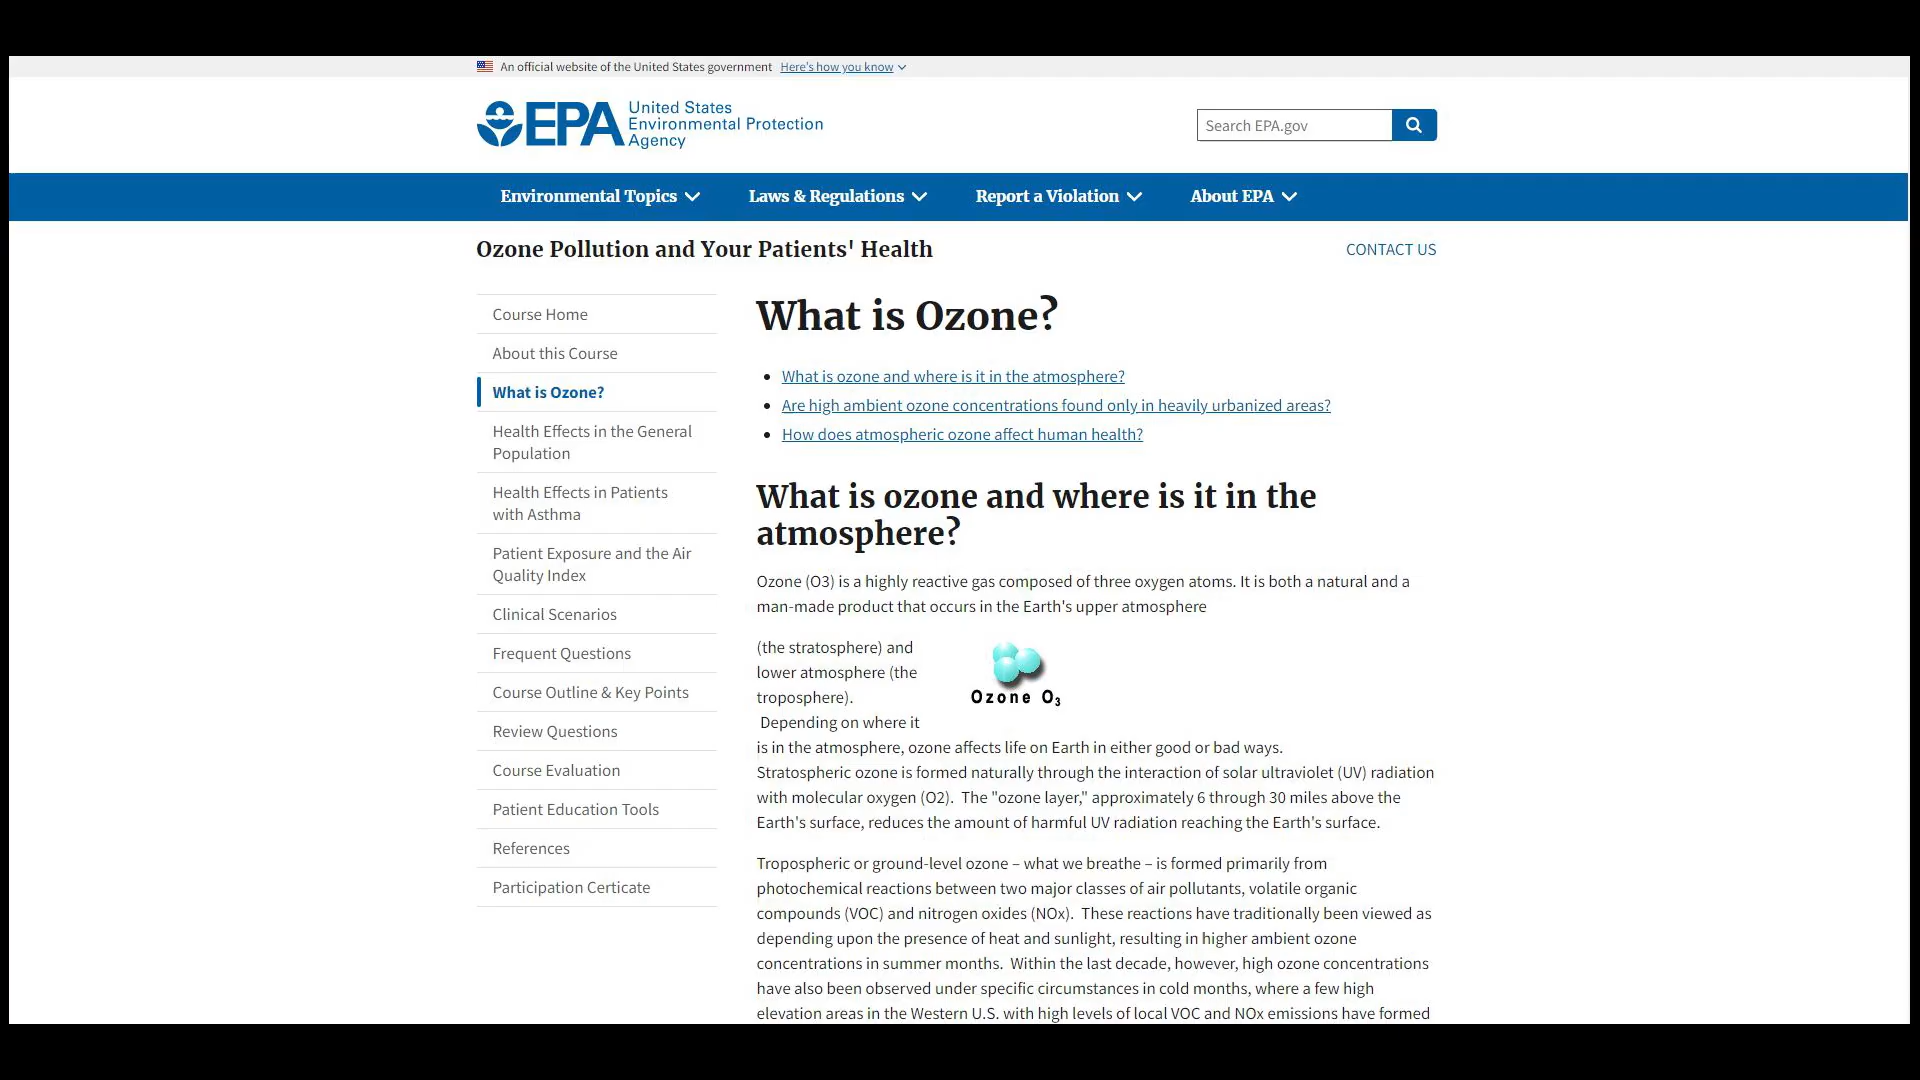 An official website of the United States government Here's how you know
EPA United States
Environmental Protection
Agency
Search EPA.gov
Environmental Topics Laws & Regulations Report a Violation About EPA
Ozone Pollution and Your Patients' Health
CONTACT US
Course Home
About this Course
What is Ozone?
Health Effects in the General
Population
Health Effects in Patients
with Asthma
Patient Exposure and the Air
Quality Index
Clinical Scenarios
Frequent Questions
Course Outline & Key Points
Review Questions
Course Evaluation
Patient Education Tools
References
Participation Certicate
What is Ozone?
What is ozone and where is it in the atmosphere?
Are high ambient ozone concentrations found only in heavily urbanized areas?
How does atmospheric ozone affect human health?
What is ozone and where is it in the
atmosphere?
Ozone (O3) is a highly reactive gas composed of three oxygen atoms. It is both a natural and a
man-made product that occurs in the Earth's upper atmosphere
(the stratosphere) and
lower atmosphere (the
troposphere).
Depending on where it
Ozone O3
is in the atmosphere, ozone affects life on Earth in either good or bad ways.
Stratospheric ozone is formed naturally through the interaction of solar ultraviolet (UV) radiation
with molecular oxygen (O2). The "ozone layer," approximately 6 through 30 miles above the
Earth's surface, reduces the amount of harmful UV radiation reaching the Earth's surface.
Tropospheric or ground-level ozone – what we breathe – is formed primarily from
photochemical reactions between two major classes of air pollutants, volatile organic
compounds (VOC) and nitrogen oxides (NOx). These reactions have traditionally been viewed as
depending upon the presence of heat and sunlight, resulting in higher ambient ozone
concentrations in summer months. Within the last decade, however, high ozone concentrations
have also been observed under specific circumstances in cold months, where a few high
elevation areas in the Western U.S. with high levels of local VOC and NOx emissions have formed